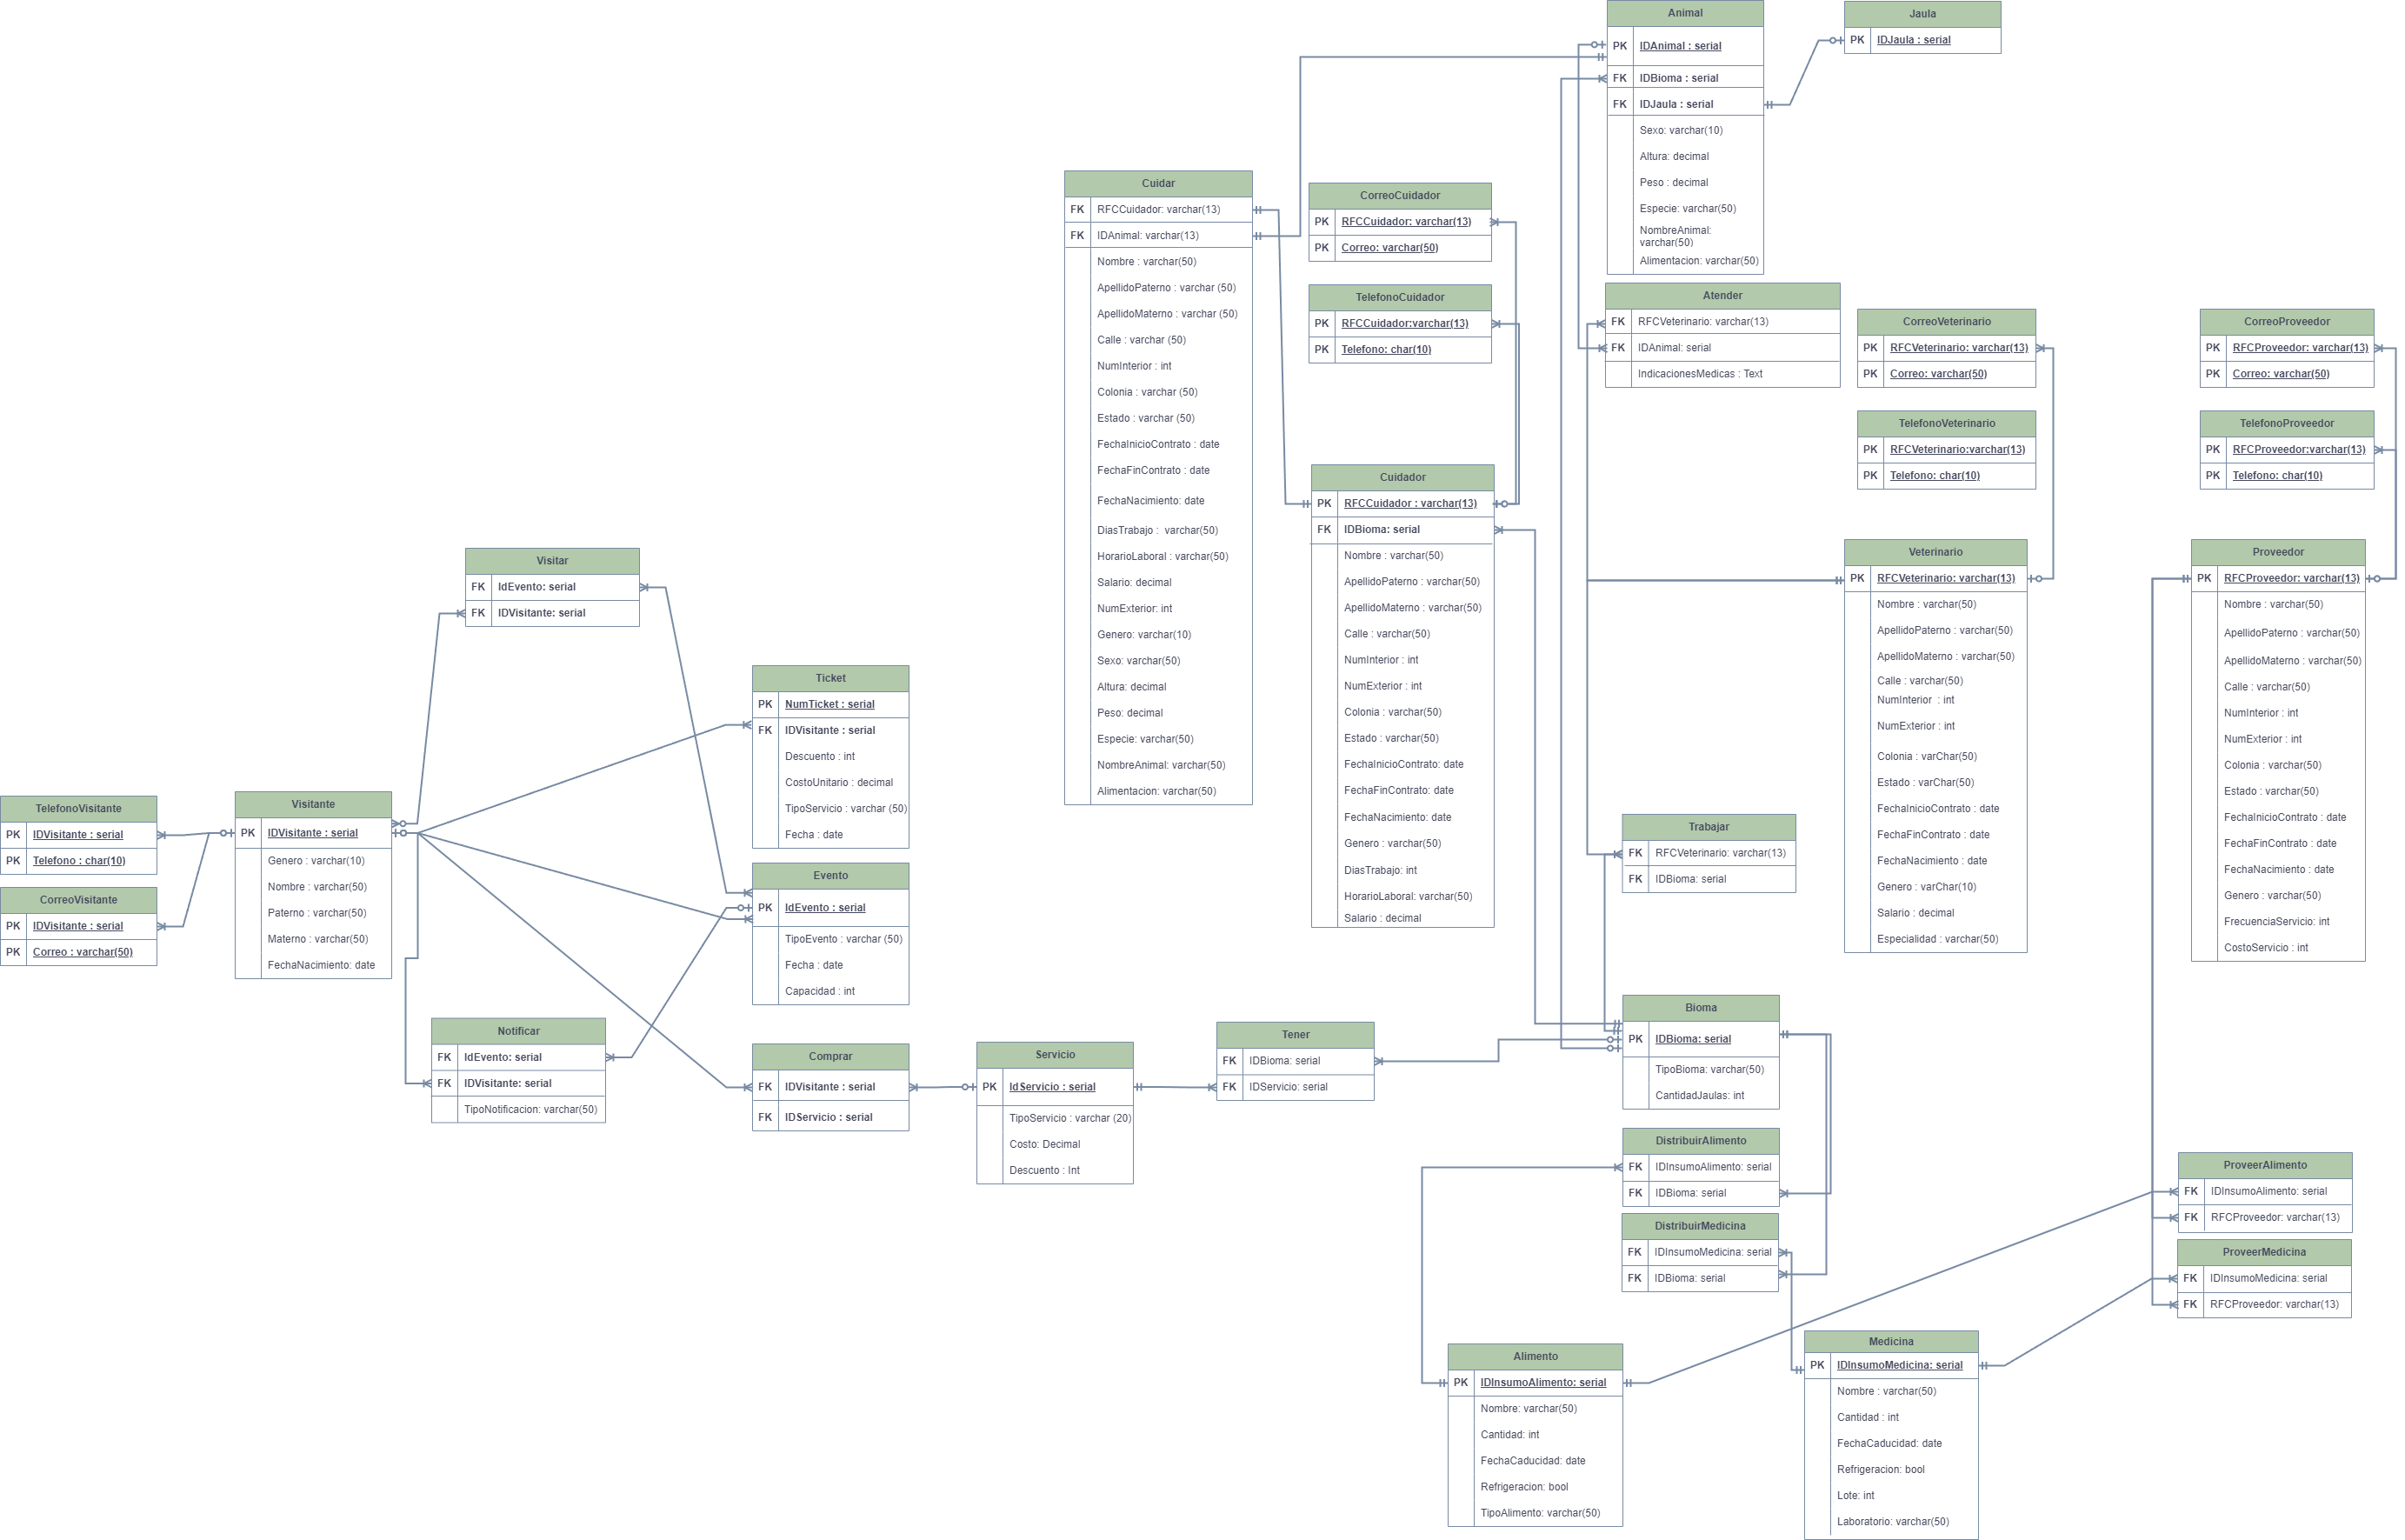 Animal
PK IDAnimal : serial
FK IDBioma : serial
FK IDJaula : serial
Sexo: varchar(10)
Altura: decimal
Peso : decimal
Especie: varchar(50)
NombreAnimal:
varchar(50)
Alimentacion: varchar(50)
Jaula
PK IDJaula : serial
Cuidar
FK RFCCuidador: varchar(13)
FK IDAnimal: varchar(13)
Nombre : varchar(50)
ApellidoPaterno : varchar (50)
ApellidoMaterno : varchar (50)
Calle : varchar (50)
NumInterior : int
Colonia : varchar (50)
Estado : varchar (50)
FechaInicioContrato : date
FechaFinContrato : date
FechaNacimiento: date
DiasTrabajo : varchar(50)
HorarioLaboral : varchar(50)
Salario: decimal
NumExterior: int
Genero: varchar(10)
Sexo: varchar(50)
Altura: decimal
Peso: decimal
Especie: varchar(50)
NombreAnimal: varchar(50)
Alimentacion: varchar(50)
CorreoCuidador
PK RFCCuidador: varchar(13)
PK Correo: varchar(50)
TelefonoCuidador
PK RFCCuidador:varchar(13)
PK Telefono: char(10)
Atender
FK RFCVeterinario: varchar(13)
FK IDAnimal: serial
IndicacionesMedicas : Text
CorreoVeterinario
PK RFCVeterinario: varchar(13)
PK Correo: varchar(50)
TelefonoVeterinario
PK RFCVeterinario:varchar(13)
PK Telefono: char(10)
CorreoProveedor
PK RFCProveedor: varchar(13)
PK Correo: varchar(50)
TelefonoProveedor
PK RFCProveedor:varchar(13)
PK Telefono: char(10)
Cuidador
PK RFCCuidador : varchar(13)
FK IDBioma: serial
Nombre : varchar(50)
ApellidoPaterno : varchar(50)
ApellidoMaterno : varchar(50)
Calle : varchar(50)
NumInterior : int
NumExterior : int
Colonia : varchar(50)
Estado : varchar(50)
FechaInicioContrato: date
FechaFinContrato: date
FechaNacimiento: date
Genero : varchar(50)
DiasTrabajo: int
HorarioLaboral: varchar(50)
Salario : decimal
Veterinario
PK RFCVeterinario: varchar(13)
Nombre : varchar(50)
ApellidoPaterno : varchar(50)
ApellidoMaterno : varchar(50)
Calle : varchar(50)
NumInterior : int
NumExterior : int
Colonia : varChar(50)
Estado : varChar(50)
FechaInicioContrato : date
FechaFinContrato : date
FechaNacimiento : date
Genero : varChar(10)
Salario : decimal
Especialidad : varchar(50)
Proveedor
PK RFCProveedor: varchar(13)
Nombre : varchar(50)
ApellidoPaterno : varchar(50)
ApellidoMaterno : varchar(50)
Calle : varchar(50)
NumInterior : int
NumExterior : int
Colonia : varchar(50)
Estado : varchar(50)
FechaInicioContrato : date
FechaFinContrato : date
FechaNacimiento : date
Genero : varchar(50)
FrecuenciaServicio: int
CostoServicio : int
Visitar
FK IdEvento: serial
FK IDVisitante: serial
Ticket
PK NumTicket : serial
FK IDVisitante : serial
Descuento : int
CostoUnitario : decimal
TipoServicio : varchar (50)
Fecha : date
TelefonoVisitante
PK IDVisitante : serial
PK Telefono : char(10)
CorreoVisitante
PK IDVisitante : serial
PK Correo : varchar(50)
Visitante
PK IDVisitante : serial
Genero : varchar(10)
Nombre : varchar(50)
Paterno : varchar(50)
Materno : varchar(50)
FechaNacimiento: date
Evento
PK IdEvento : serial
TipoEvento : varchar (50)
Fecha : date
Capacidad : int
Trabajar
FK RFCVeterinario: varchar(13)
FK IDBioma: serial
Notificar
FK IdEvento: serial
FK IDVisitante: serial
TipoNotificacion: varchar(50)
Comprar
FK IDVisitante : serial
FK IDServicio : serial
Servicio
PK IdServicio : serial
TipoServicio : varchar (20)
Costo: Decimal
Descuento : Int
Tener
FK IDBioma: serial
FK IDServicio: serial
Bioma
PK IDBioma: serial
TipoBioma: varchar(50)
CantidadJaulas: int
DistribuirAlimento
FK IDInsumoAlimento: serial
FK IDBioma: serial
DistribuirMedicina
FK IDInsumoMedicina: serial
FK IDBioma: serial
ProveerAlimento
FK IDInsumoAlimento: serial
FK RFCProveedor: varchar(13)
ProveerMedicina
FK IDInsumoMedicina: serial
FK RFCProveedor: varchar(13)
Alimento
PK IDInsumoAlimento: serial
Nombre: varchar(50)
Cantidad: int
FechaCaducidad: date
Refrigeracion: bool
TipoAlimento: varchar(50)
Medicina
PK IDInsumoMedicina: serial
Nombre : varchar(50)
Cantidad : int
FechaCaducidad: date
Refrigeracion: bool
Lote: int
Laboratorio: varchar(50)